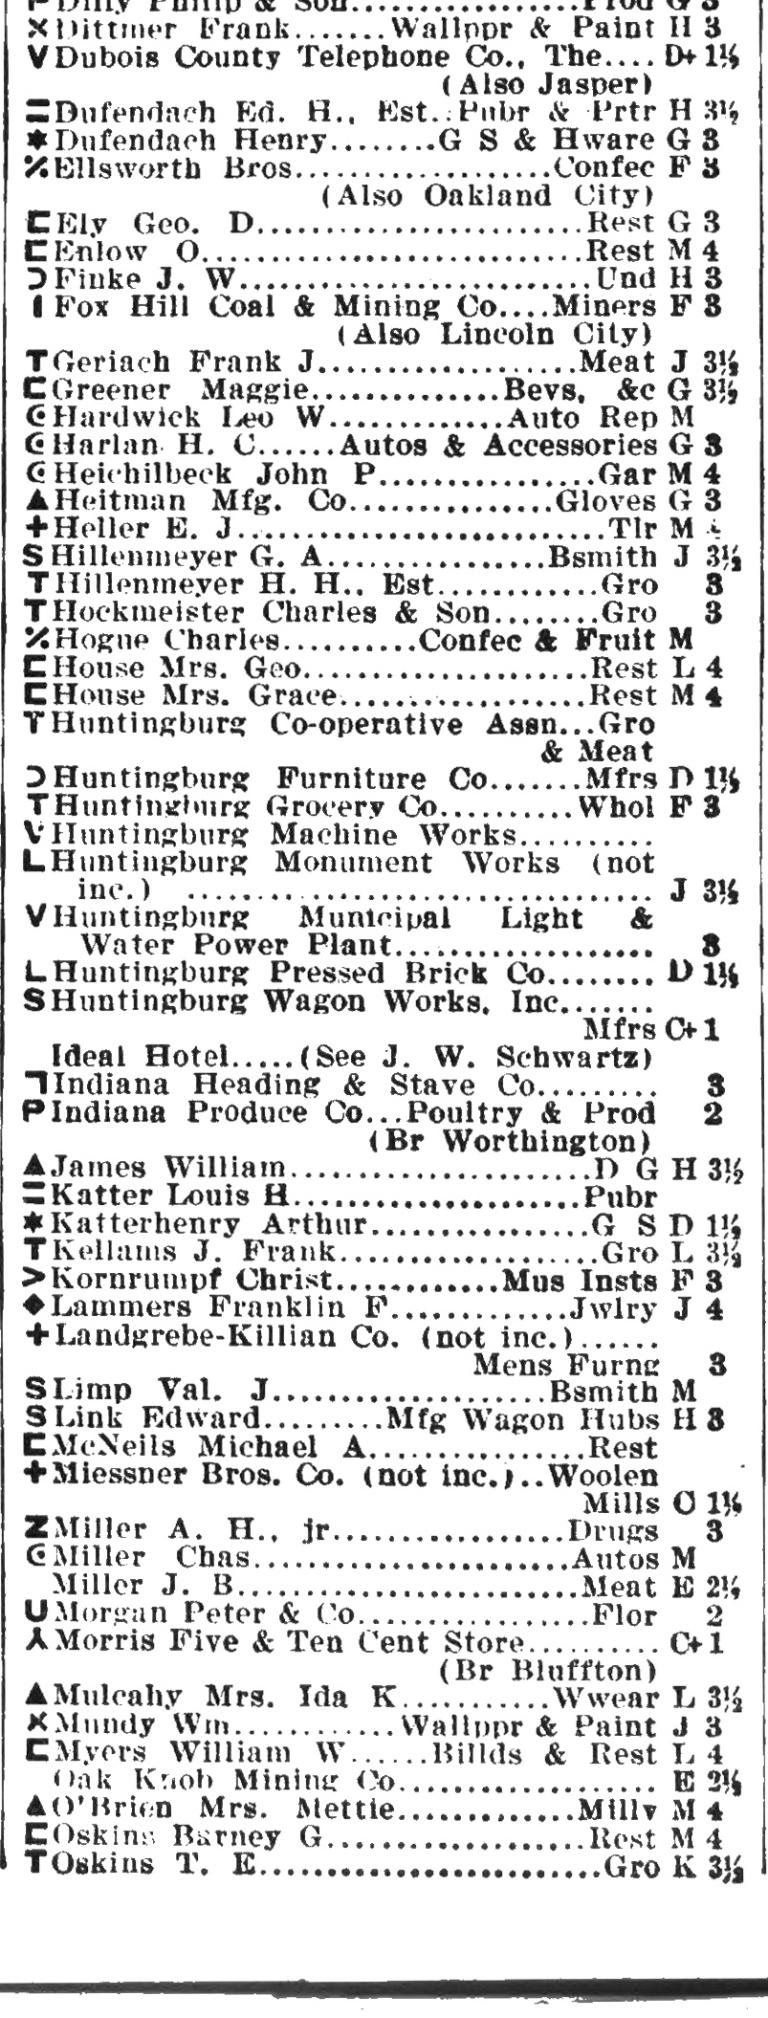 Dilly Philip & Son..................Prod G 3
X Dittmer Frank.......Wallppr & Paint H 3
V Dubois County Telephone Co., The.... D+ 1½
(Also Jasper)
= Dufendach Ed. H., Est..Pubr & Prtr H 3½
* Dufendach Henry........G S & Hware G 3
⁒ Ellsworth Bros...................Confec F 3
(Also Oakland City)
⊏ Ely Geo. D........................Rest G 3
⊏ Enlow O............................Rest M 4
Ɔ Finke J. W..........................Und H 3
I Fox Hill Coal & Mining Co....Miners F 3
(Also Lincoln City)
T Geriach Frank J...................Meat J 3½
⊏ Greener Maggie..............Bevs, &c G 3½
C Hardwick Leo W.............Auto Rep M
C Harlan H. C......Autos & Accessories G 3
C Heichilbeck John P................Gar M 4
▲ Heitman Mfg. Co...............Gloves G 3
+ Heller E. J...........................Tlr M
S Hillenmeyer G. A................Bsmith J 3½
T Hillenmeyer H. H., Est.............Gro 3
T Hockmeister Charles & Son........Gro 3
⁒ Hogue Charles..........Confec & Fruit M
⊏ House Mrs. Geo.....................Rest L 4
⊏ House Mrs. Grace..................Rest M 4
T Huntingburg Co-operative Assn...Gro
& Meat
Ɔ Huntingburg Furniture Co.......Mfrs D 1½
T Huntingburg Grocery Co..........Whol F 3
V Huntingburg Machine Works..........
L Huntingburg Monument Works (not
inc.) .................................. J 3½
V Huntingburg Municipal Light &
Water Power Plant................... 3
L Huntingburg Pressed Brick Co........ D 1½
S Huntingburg Wagon Works, Inc.......
Mfrs C+ 1
Ideal Hotel.....(See J. W. Schwartz)
⅂ Indiana Heading & Stave Co......... 3
P Indiana Produce Co...Poultry & Prod 2
(Br Worthington)
▲ James William.......................D G H 3½
= Katter Louis H.....................Pubr
* Katterhenry Arthur................G S D 1½
T Kellams J. Frank...................Gro L 3½
> Kornrumpf Christ............Mus Insts F 3
◆ Lammers Franklin F.............Jwlry J 4
+ Landgrebe-Killian Co. (not inc.)......
Mens Furng 3
S Limp Val. J....................Bsmith M
S Link Edward.........Mfg Wagon Hubs H 3
⊏ McNeils Michael A................Rest
+ Miessner Bros. Co. (not inc.)..Woolen
Mills C 1½
Z Miller A. H., jr.................Drugs 3
C Miller Chas.......................Autos M
Miller J. B.........................Meat E 2½
U Morgan Peter & Co................Flor 2
⅄ Morris Five & Ten Cent Store.......... C+ 1
(Br Bluffton)
▲ Mulcahy Mrs. Ida K...........Wwear L 3½
X Mundy Wm............Wallppr & Paint J 3
⊏ Myers William W......Billds & Rest L 4
Oak Knob Mining Co................... E 2½
▲ O'Brien Mrs. Mettie.............Milly M 4
⊏ Oskins Barney G...................Rest M 4
T Oskins T. E.........................Gro K 3½